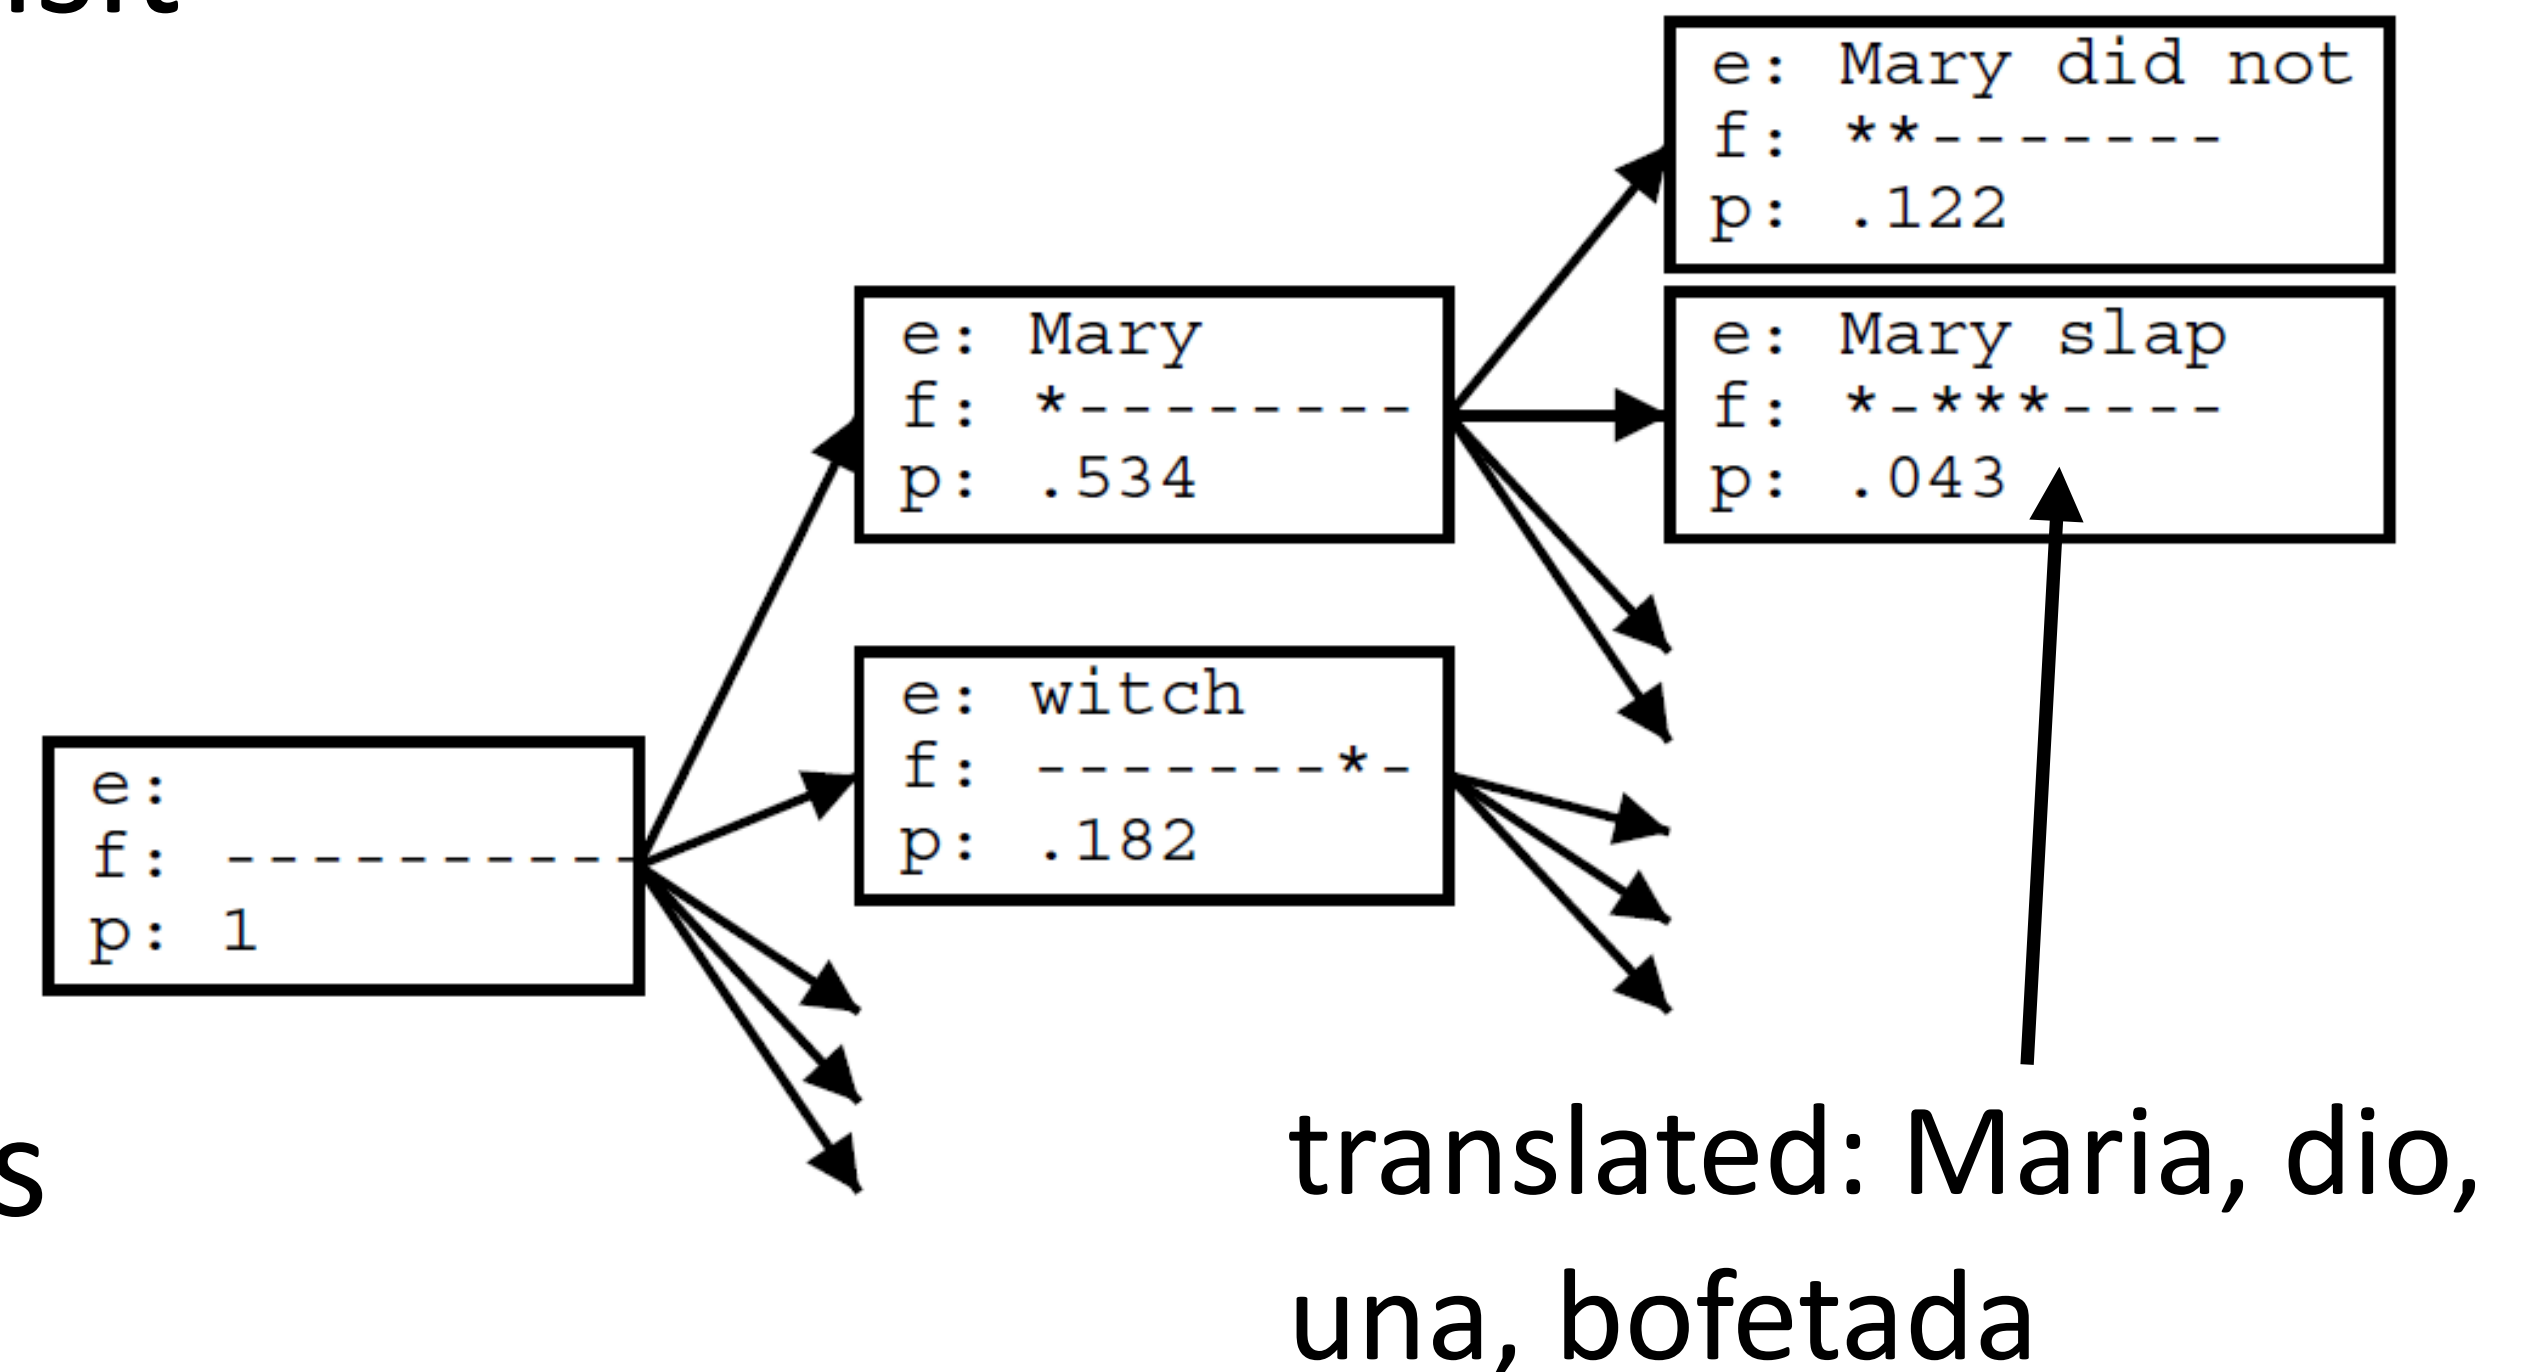 e: Mary did not
f: **-------
p: .122
e: Mary
f: *--------
p: .534
e: Mary slap
f: *-***----
p: .043
e: witch
f: -------*-
p: .182
e:
f: ----------
p: 1
s
translated: Maria, dio,
una, bofetada